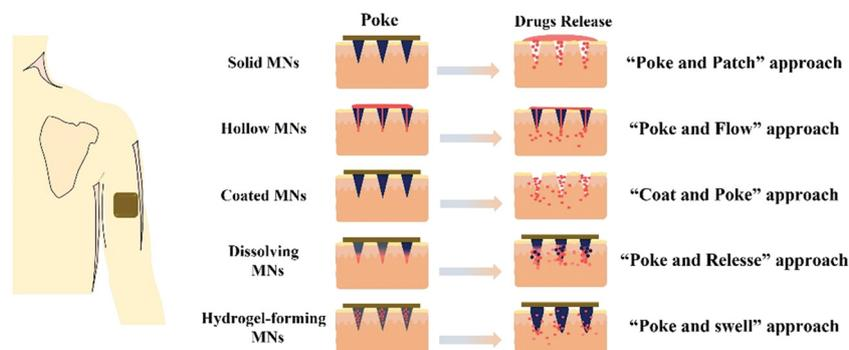 Poke
Drugs Release
Solid MNs
“Poke and Patch” approach
Hollow MNs
“Poke and Flow” approach
Coated MNs
“Coat and Poke” approach
Dissolving
MNs
“Poke and Relesse” approach
Hydrogel-forming
MNs
“Poke and swell” approach